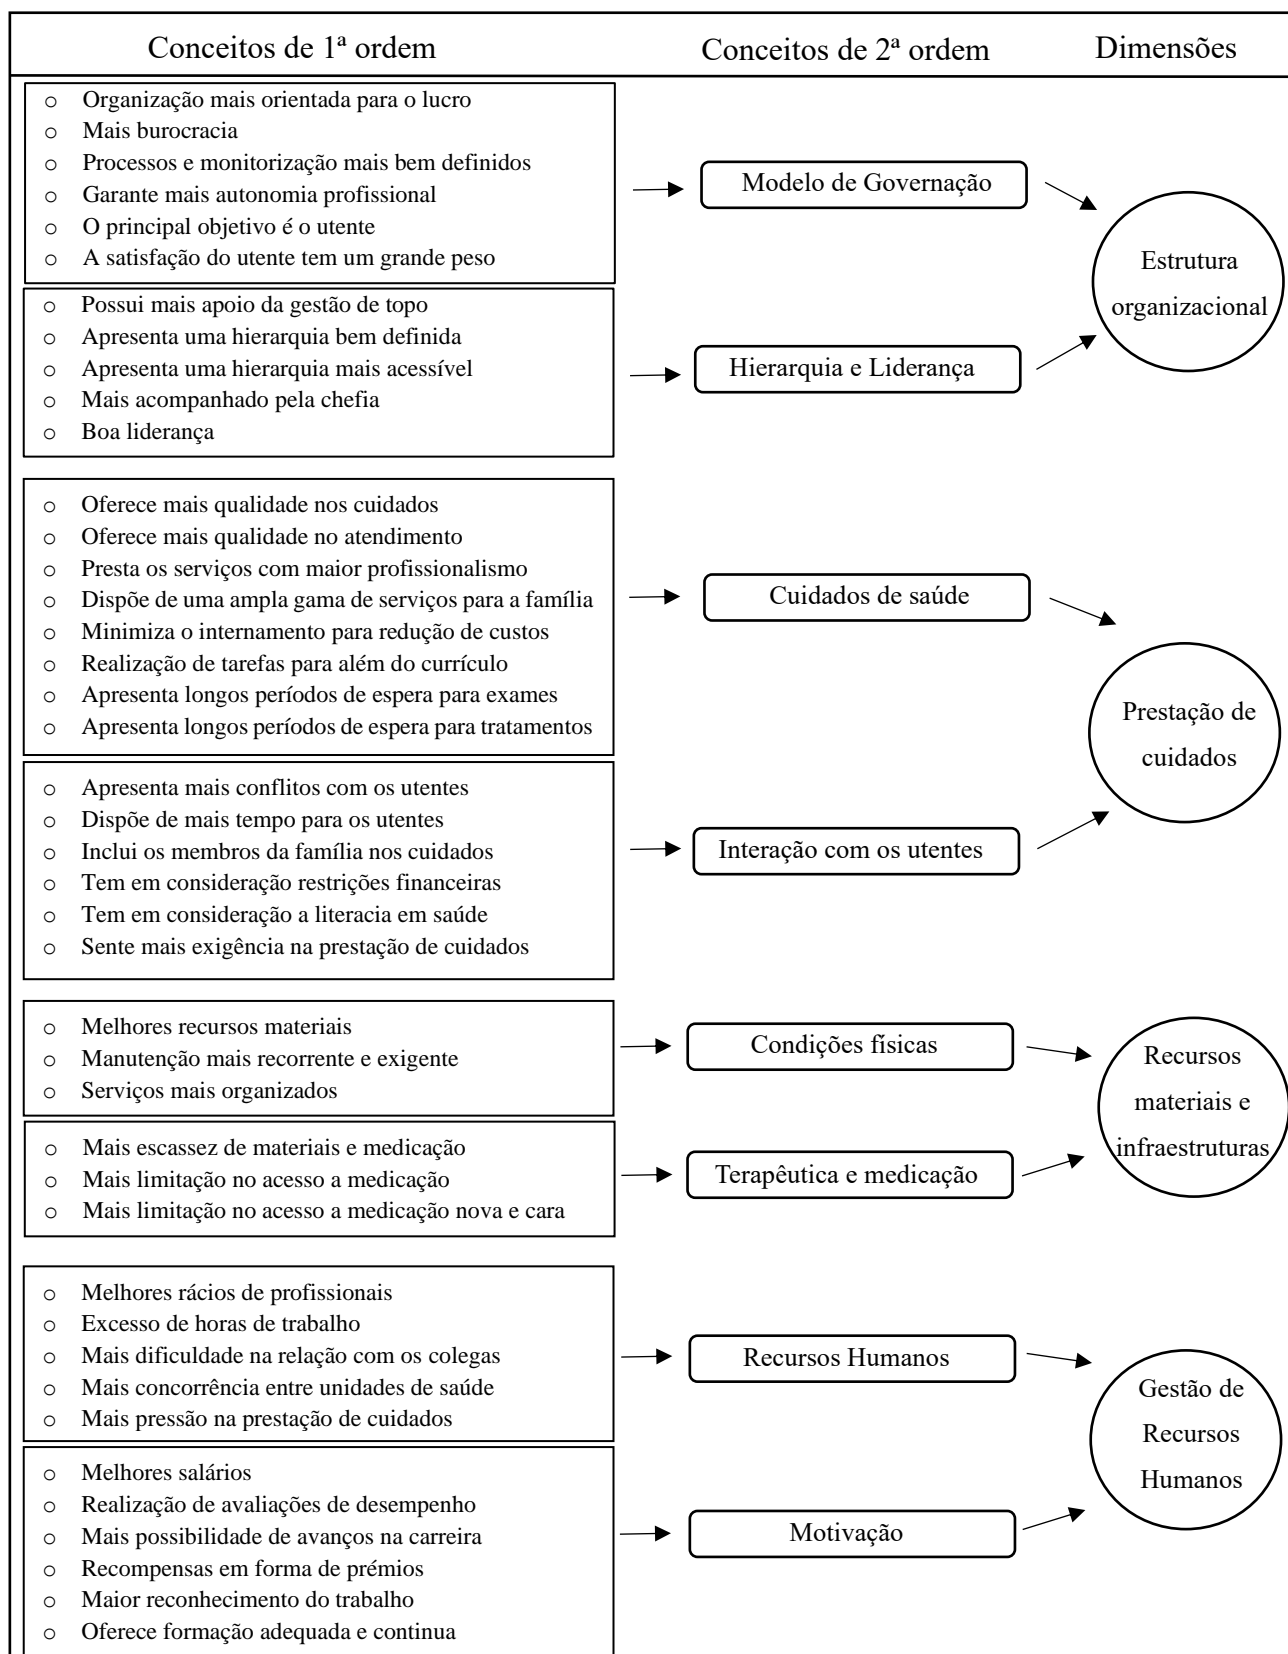 Conceitos de 1ª ordem
Conceitos de 2ª ordem
Dimensões
Organização mais orientada para o lucro
Mais burocracia
Processos e monitorização mais bem definidos
Garante mais autonomia profissional
O principal objetivo é o utente
A satisfação do utente tem um grande peso
Modelo de Governação
Possui mais apoio da gestão de topo
Apresenta uma hierarquia bem definida
Apresenta uma hierarquia mais acessível
Mais acompanhado pela chefia
Boa liderança
Hierarquia e Liderança
Estrutura
organizacional
Oferece mais qualidade nos cuidados
Oferece mais qualidade no atendimento
Presta os serviços com maior profissionalismo
Dispõe de uma ampla gama de serviços para a família
Minimiza o internamento para redução de custos
Realização de tarefas para além do currículo
Apresenta longos períodos de espera para exames
Apresenta longos períodos de espera para tratamentos
Cuidados de saúde
Apresenta mais conflitos com os utentes
Dispõe de mais tempo para os utentes
Inclui os membros da família nos cuidados
Tem em consideração restrições financeiras
Tem em consideração a literacia em saúde
Sente mais exigência na prestação de cuidados
Interação com os utentes
Prestação de
cuidados
Melhores recursos materiais
Manutenção mais recorrente e exigente
Serviços mais organizados
Condições físicas
Mais escassez de materiais e medicação
Mais limitação no acesso a medicação
Mais limitação no acesso a medicação nova e cara
Terapêutica e medicação
Recursos
materiais e
infraestruturas
Melhores rácios de profissionais
Excesso de horas de trabalho
Mais dificuldade na relação com os colegas
Mais concorrência entre unidades de saúde
Mais pressão na prestação de cuidados
Recursos Humanos
Melhores salários
Realização de avaliações de desempenho
Mais possibilidade de avanços na carreira
Recompensas em forma de prémios
Maior reconhecimento do trabalho
Oferece formação adequada e continua
Motivação
Gestão de
Recursos
Humanos